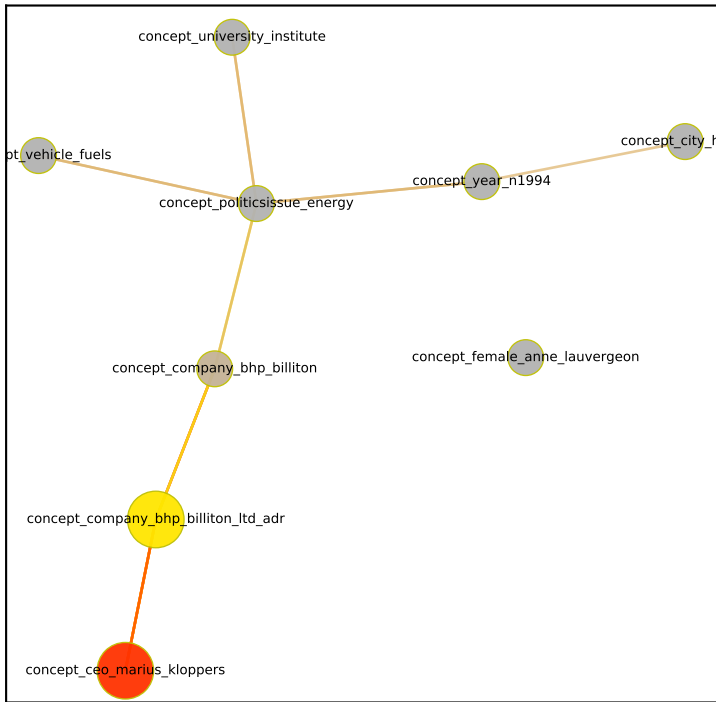 concept_university_institute
pt_vehicle_fuels
concept_city_h
concept_year_n1994
concept_politicsissue_energy
concept_female_anne_lauvergeon
concept_company_bhp_billiton
concept_company_bhp_billiton_ltd_adr
concept_ceo_marius_kloppers